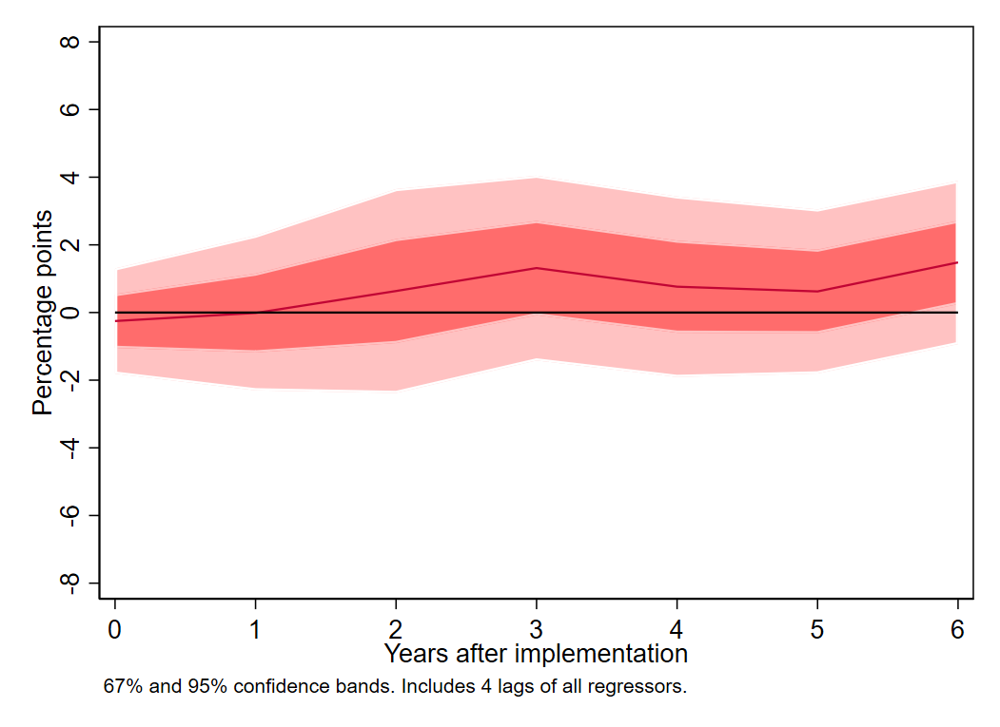 8
6
4
2
0
-2
-4
-6
-8
Percentage points
0 1 2 3 4 5 6
Years after implementation
67% and 95% confidence bands. Includes 4 lags of all regressors.